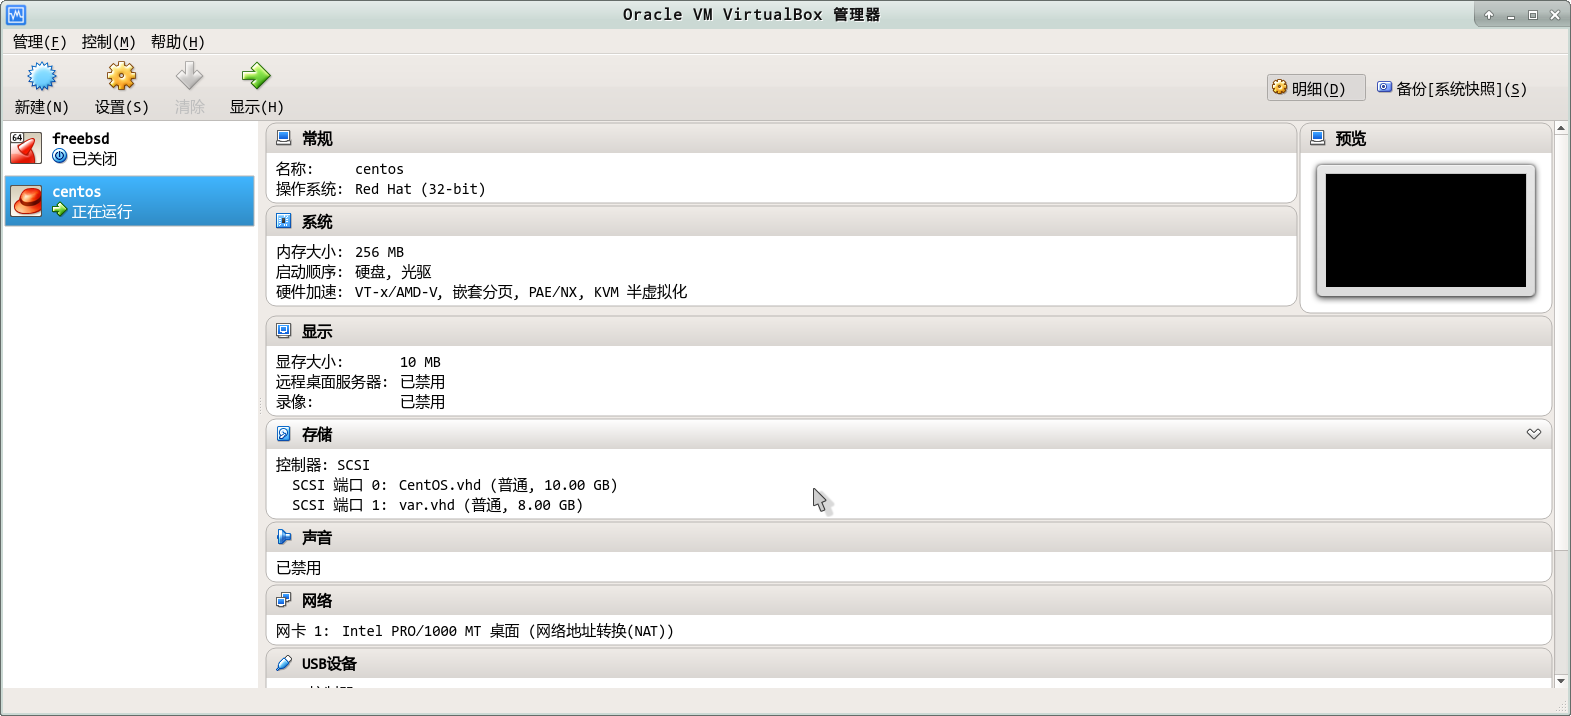 Oracle VM VirtualBox 管理器
管理(F) 控制(M) 帮助(H)
新建(N) 设置(S) 清除 显示(H)
明细(D) 备份[系统快照](S)
64
freebsd
已关闭
centos
正在运行
常规
名称: centos
操作系统: Red Hat (32-bit)
系统
内存大小: 256 MB
启动顺序: 硬盘, 光驱
硬件加速: VT-x/AMD-V, 嵌套分页, PAE/NX, KVM 半虚拟化
预览
显示
显存大小: 10 MB
远程桌面服务器: 已禁用
录像: 已禁用
存储
控制器: SCSI
SCSI 端口 0: CentOS.vhd (普通, 10.00 GB)
SCSI 端口 1: var.vhd (普通, 8.00 GB)
声音
已禁用
网络
网卡 1: Intel PRO/1000 MT 桌面 (网络地址转换(NAT))
USB设备